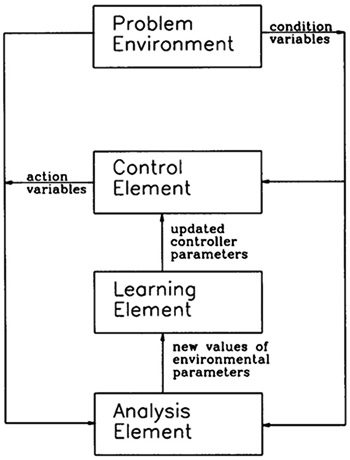 Problem
Environment
condition
variables
action
variables
Control
Element
updated
controller
parameters
Learning
Element
new values of
environmental
parameters
Analysis
Element